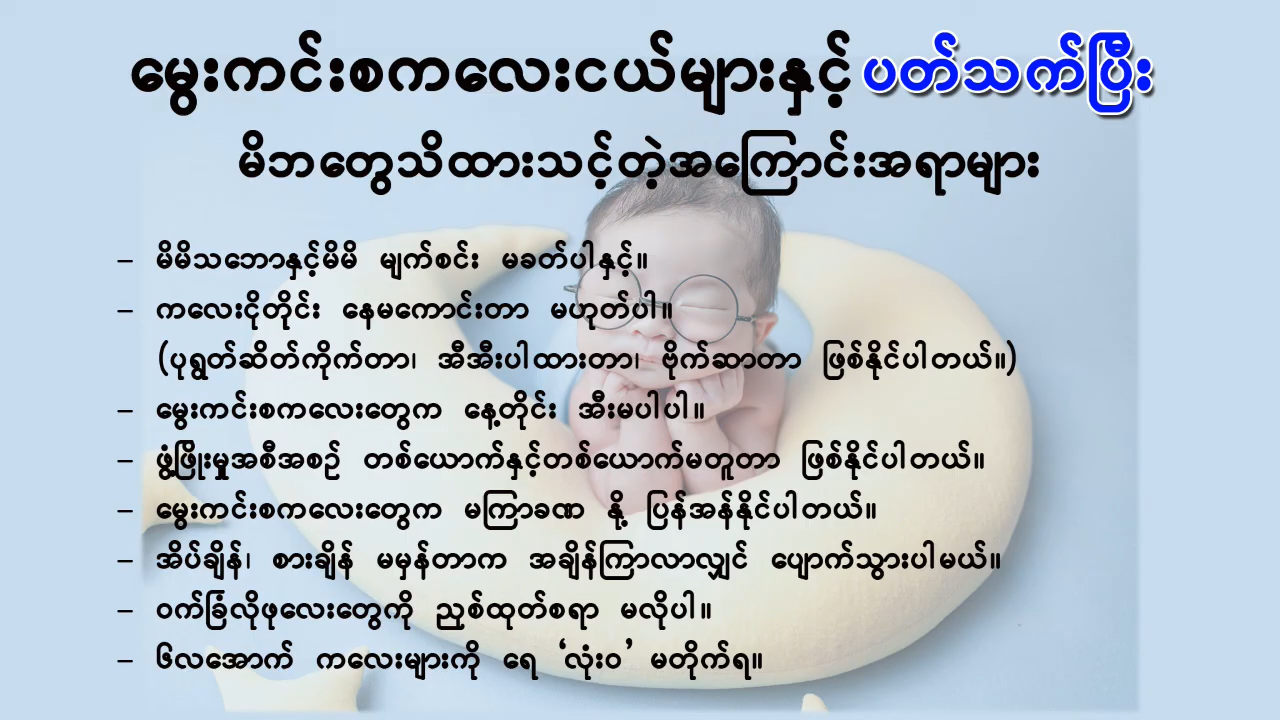 မွေးကင်းစကလေးငယ်များနှင့် ပတ်သက်ပြီး
မိဘတွေသိထားသင့်တဲ့အကြောင်းအရာများ
– မိမိသဘောနှင့်မိမိ မျက်စင်း မခတ်ပါနှင့်။
– ကလေးငိုတိုင်း နေမကောင်းတာ မဟုတ်ပါ။
(ပုရွတ်ဆိတ်ကိုက်တာ၊ အီအီးပါထားတာ၊ ဗိုက်ဆာတာ ဖြစ်နိုင်ပါတယ်။)
– မွေးကင်းစကလေးတွေက နေ့တိုင်း အီးမပါပါ။
– ဖွံ့ဖြိုးမှုအစီအစဉ် တစ်ယောက်နှင့်တစ်ယောက်မတူတာ ဖြစ်နိုင်ပါတယ်။
– မွေးကင်းစကလေးတွေက မကြာခဏ နို့ ပြန်အန်နိုင်ပါတယ်။
– အိပ်ချိန်၊ စားချိန် မမှန်တာက အချိန်ကြာလာလျှင် ပျောက်သွားပါမယ်။
– ဝက်ခြံလိုဖုလေးတွေကို ညှစ်ထုတ်စရာ မလိုပါ။
– ၆လအောက် ကလေးများကို ရေ ‘လုံးဝ’ မတိုက်ရ။